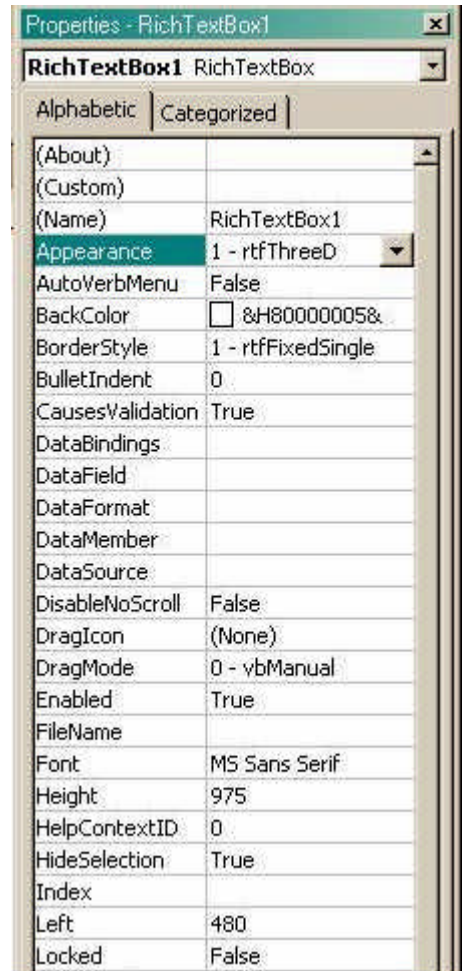 Properties - RichTextBox1
RichTextBox1 RichTextBox
Alphabetic Categorized
(About)
(Custom)
(Name) RichTextBox1
Appearance 1 - rtfThreeD
AutoVerbMenu False
BackColor &H80000005&
BorderStyle 1 - rtfFixedSingle
BulletIndent 0
CausesValidation True
DataBindings
DataField
DataFormat
DataMember
DataSource
DisableNoScroll False
DragIcon (None)
DragMode 0 - vbManual
Enabled True
FileName
Font MS Sans Serif
Height 975
HelpContextID 0
HideSelection True
Index
Left 480
Locked False